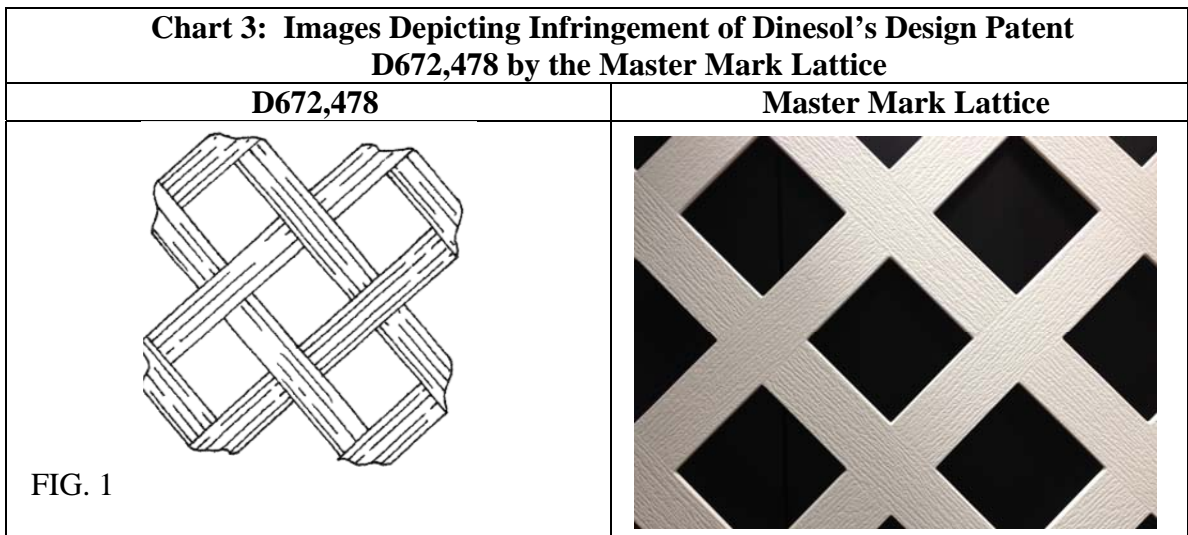 Chart 3: Images Depicting Infringement of Dinesol's Design Patent
D672,478 by the Master Mark Lattice
D672,478
Master Mark Lattice
FIG. 1